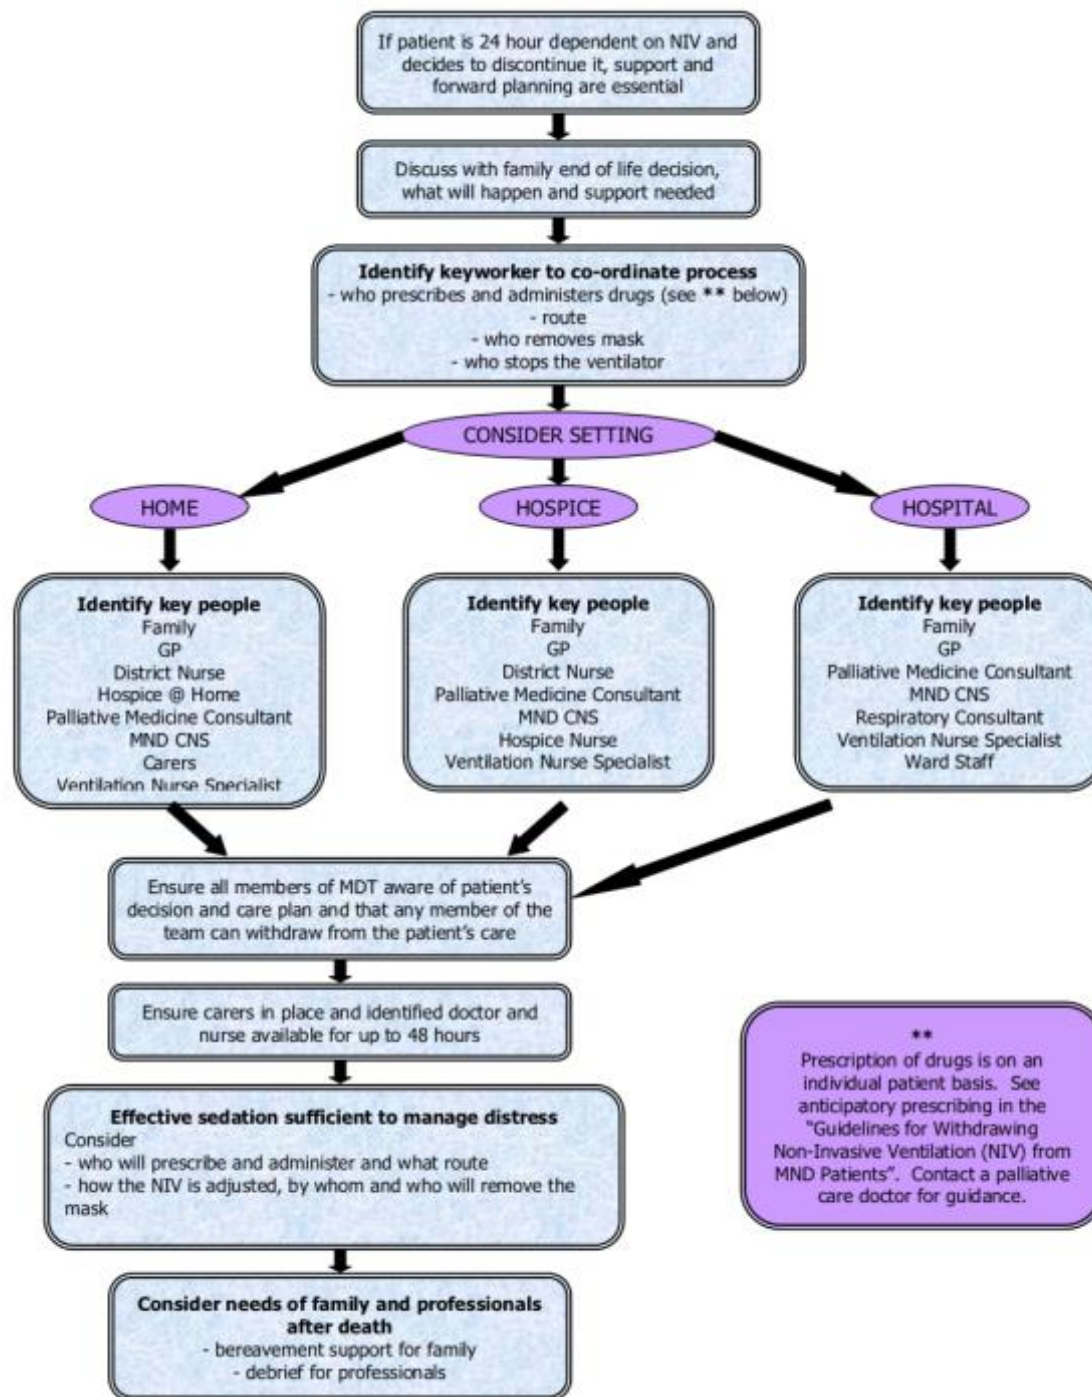 If patient is 24 hour dependent on NIV and
decides to discontinue it, support and
forward planning are essential
Discuss with family end of life decision,
what will happen and support needed
Identify keyworker to co-ordinate process
- who prescribes and administers drugs (see ** below)
- route
- who removes mask
- who stops the ventilator
CONSIDER SETTING
HOME
HOSPICE
HOSPITAL
Identify key people
Family
GP
District Nurse
Hospice @ Home
Palliative Medicine Consultant
MND CNS
Carers
Ventilation Nurse Specialist
Identify key people
Family
GP
District Nurse
Palliative Medicine Consultant
MND CNS
Hospice Nurse
Ventilation Nurse Specialist
Identify key people
Family
GP
Palliative Medicine Consultant
MND CNS
Respiratory Consultant
Ventilation Nurse Specialist
Ward Staff
Ensure all members of MDT aware of patient's
decision and care plan and that any member of the
team can withdraw from the patient's care
Ensure carers in place and identified doctor and
nurse available for up to 48 hours
Effective sedation sufficient to manage distress
Consider
- who will prescribe and administer and what route
- how the NIV is adjusted, by whom and who will remove the
mask
Consider needs of family and professionals
after death
- bereavement support for family
- debrief for professionals
**
Prescription of drugs is on an
individual patient basis.  See
anticipatory prescribing in the
"Guidelines for Withdrawing
Non-Invasive Ventilation (NIV) from
MND Patients".  Contact a palliative
care doctor for guidance.